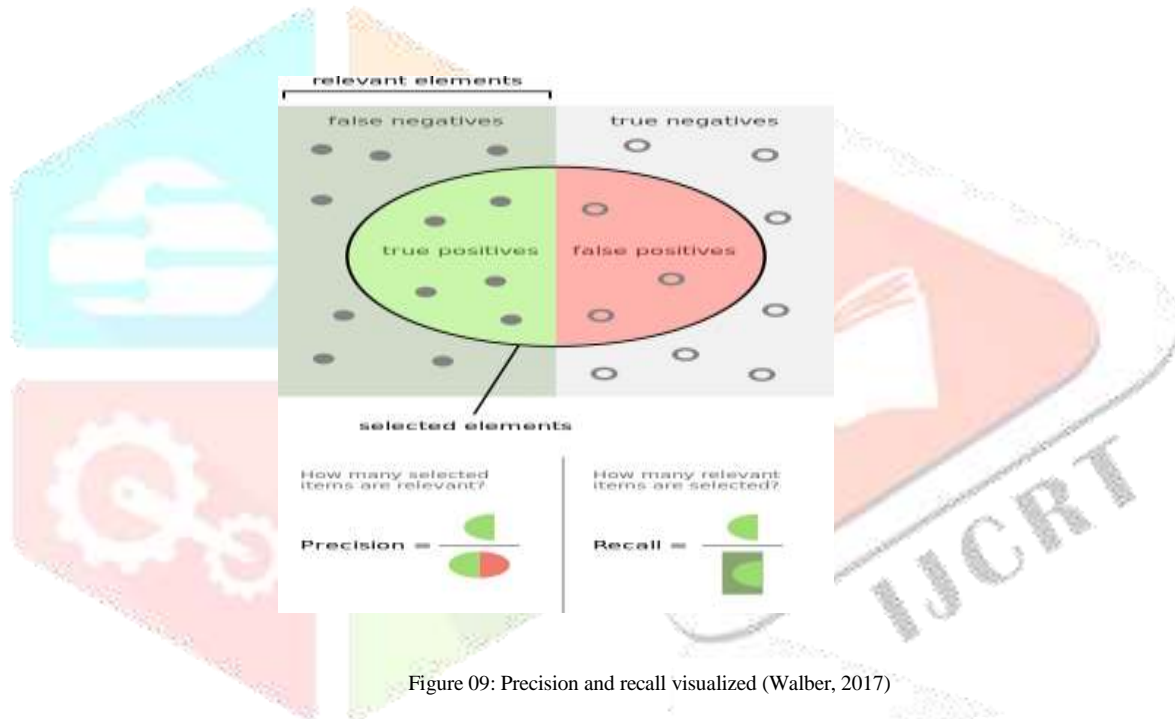 relevant elements
false negatives
true negatives
true positives
false positives
selected elements
How many selected
items are relevant?
Precision =
How many relevant
items are selected?
Recall =
IJCRT
Figure 09: Precision and recall visualized (Walber, 2017)